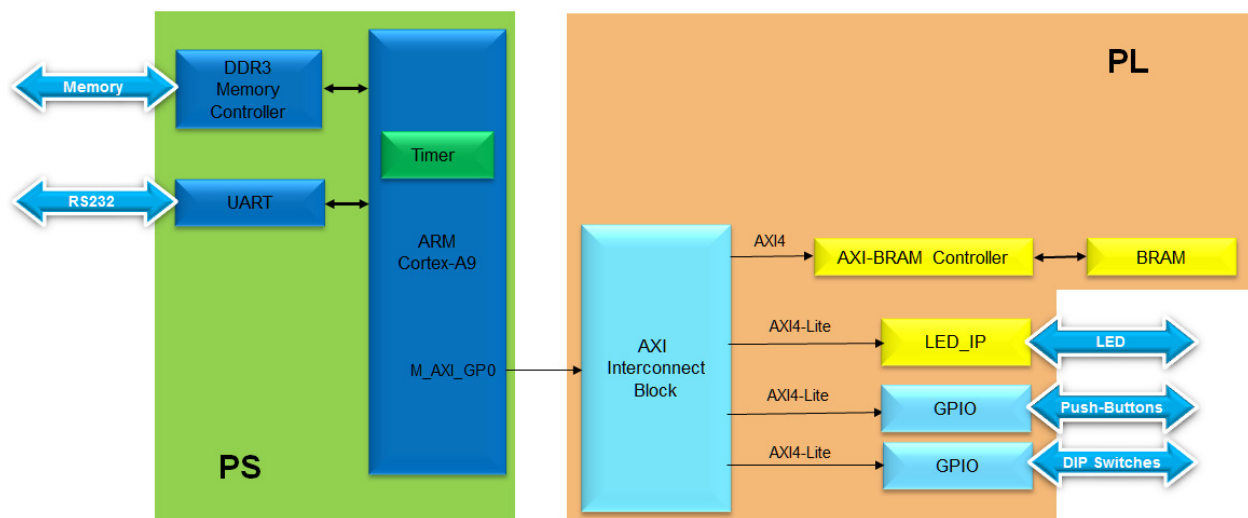 DDR3
Memory
Controller
Memory
Timer
RS232
UART
ARM
Cortex-A9
M_AXI_GP0
PS
PL
AXI
Interconnect
Block
AXI4
AXI-BRAM Controller
BRAM
AXI4-Lite
LED_IP
LED
AXI4-Lite
GPIO
Push-Buttons
AXI4-Lite
GPIO
DIP Switches